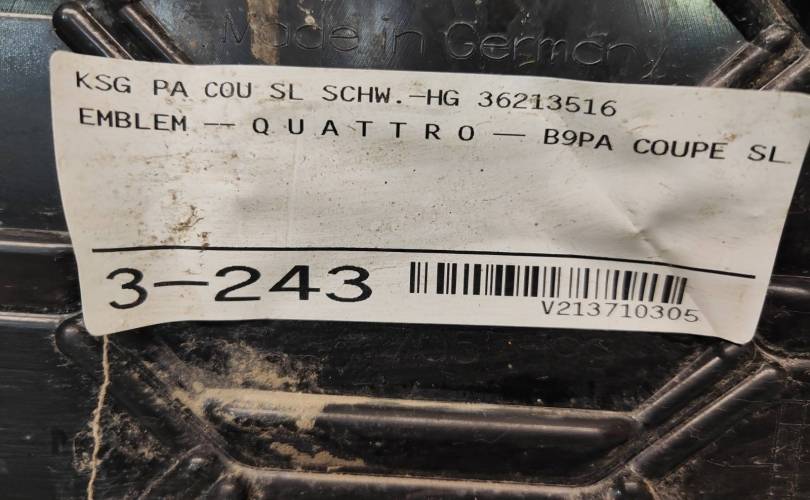 Made in Germany
KSG PA COU SL SCHW.-HG 36213516
EMBLEM -- Q U A T T R O -- B9PA COUPE SL
3-243
V213710305